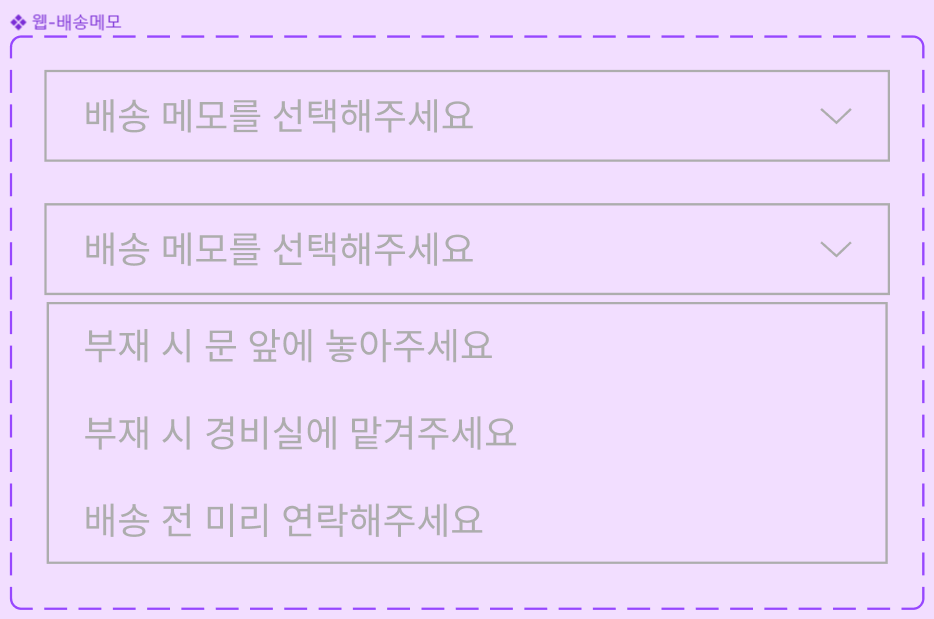 웹-배송메모
배송 메모를 선택해주세요
배송 메모를 선택해주세요
부재 시 문 앞에 놓아주세요
부재 시 경비실에 맡겨주세요
배송 전 미리 연락해주세요